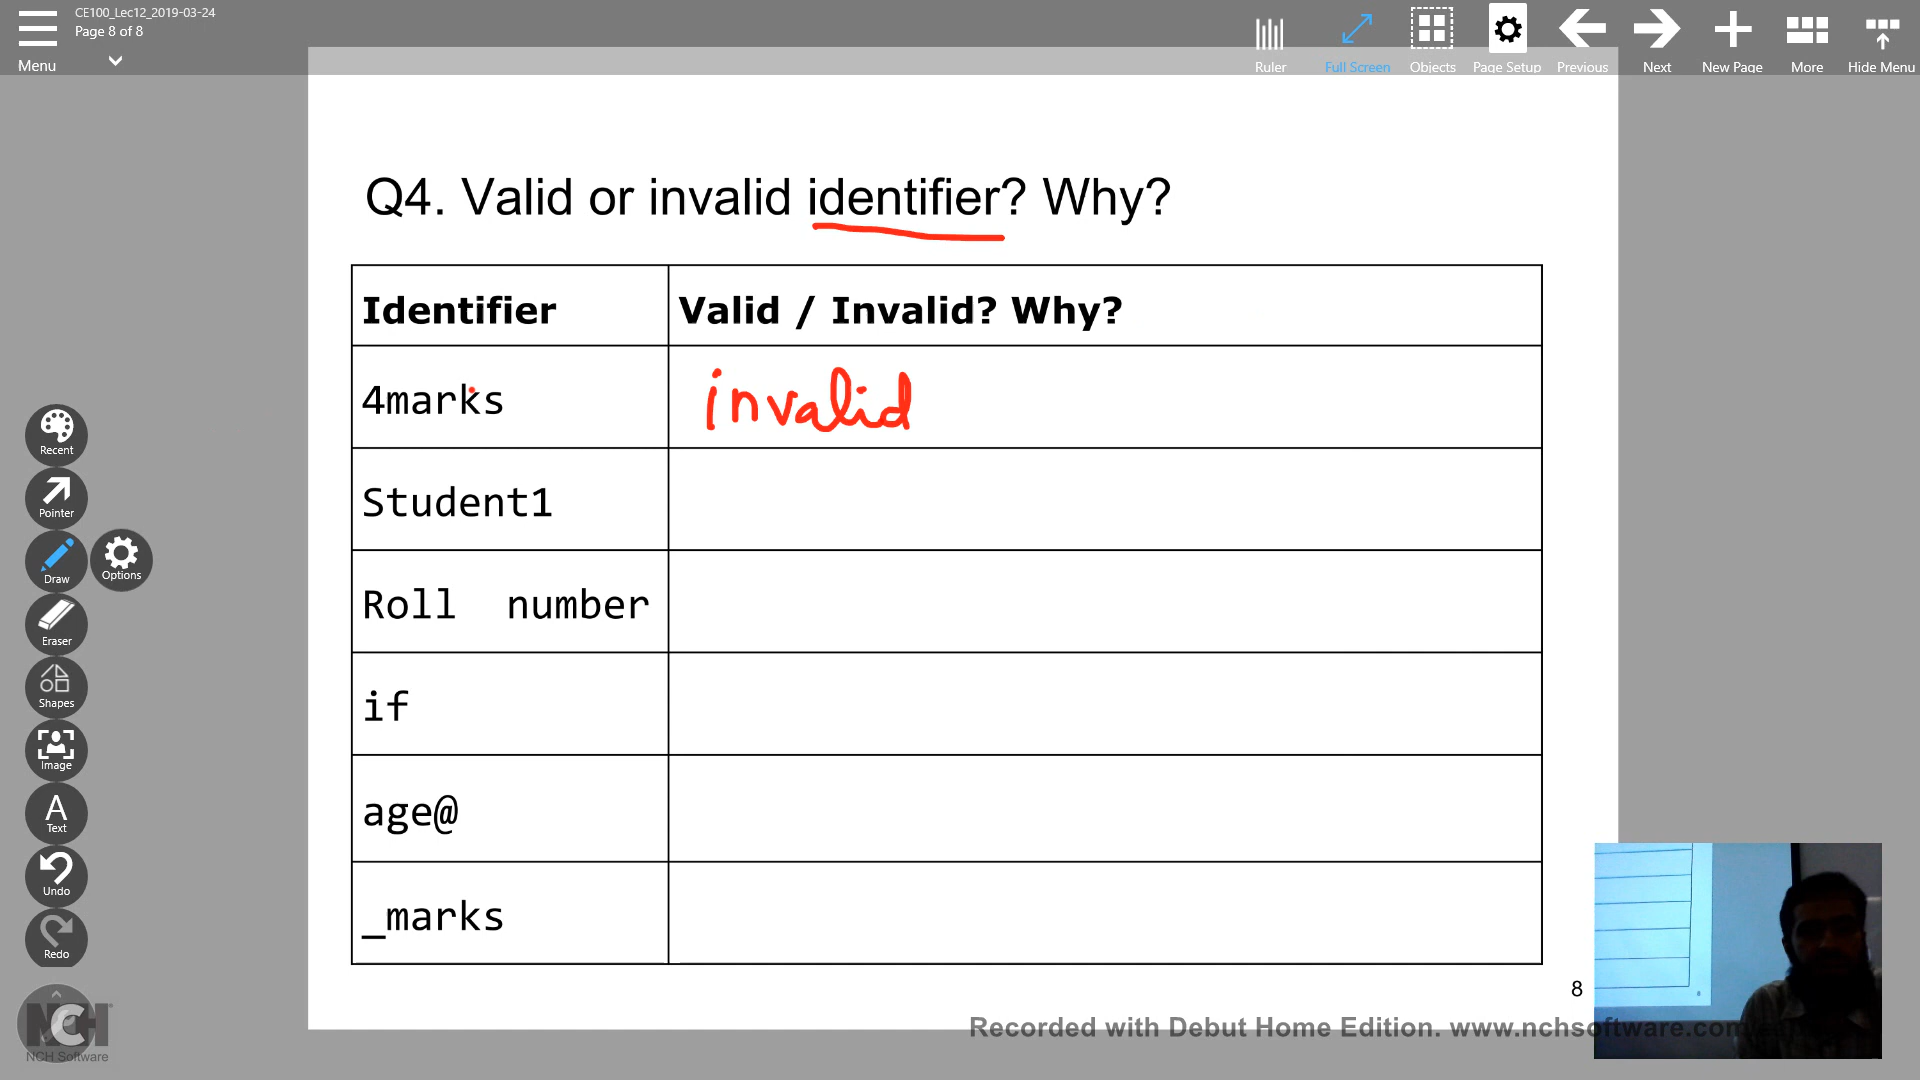 CE100_Lec12_2019-03-24
Page 8 of 8
Menu
Ruler
Full Screen
Objects
Page Setup
Previous
Next
New Page
More
Hide Menu
Q4. Valid or invalid identifier? Why?
Identifier
Valid / Invalid? Why?
4marks
invalid
Student1
Roll number
if
age@
_marks
Recent
Pointer
Draw
Options
Eraser
Shapes
Image
Text
Undo
Redo
NCH
NCH Software
8
Recorded with Debut Home Edition. www.nchsoftware.com